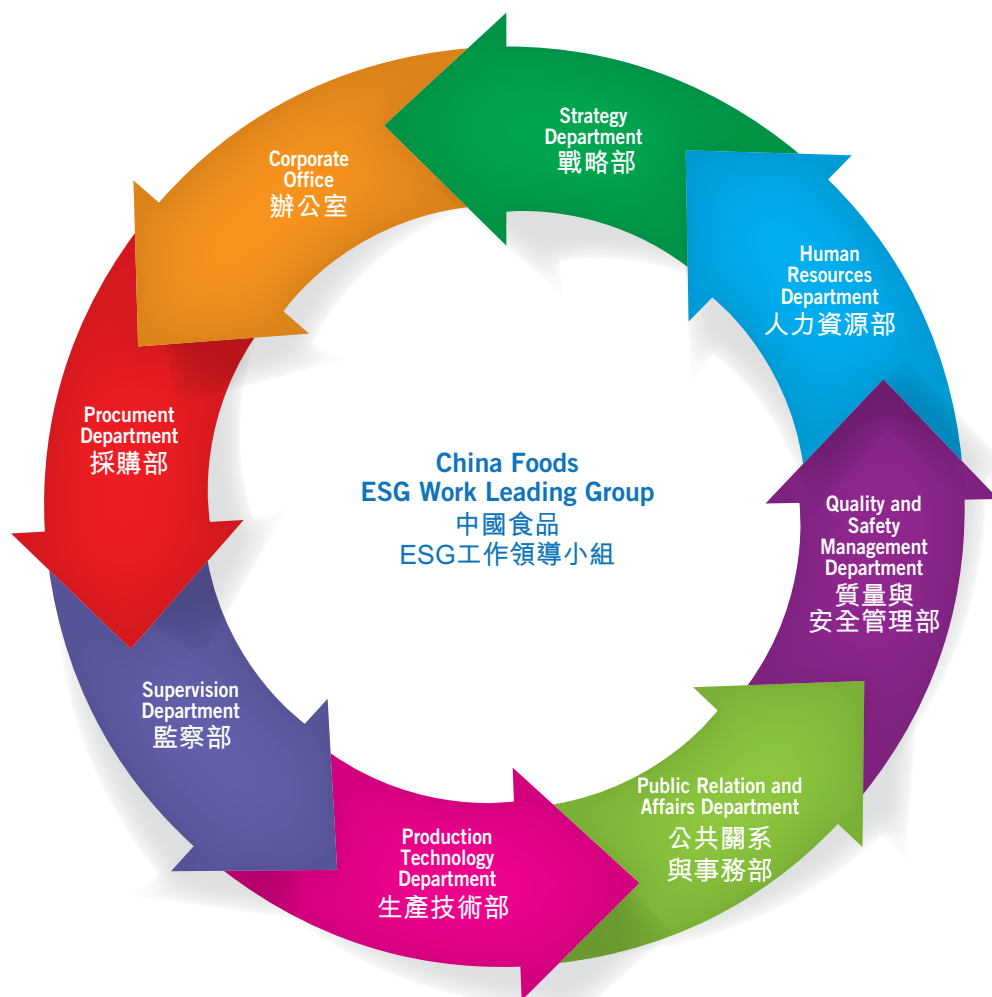 Strategy
Department
戰略部
Corporate
Office
辦公室
Human
Resources
Department
人力資源部
Procument
Department
採購部
China Foods
ESG Work Leading Group
中國食品
ESG工作領導小組
Quality and
Safety
Management
Department
質量與
安全管理部
Supervision
Department
監察部
Public Relation and
Affairs Department
公共關系
與事務部
Production
Technology
Department
生產技術部